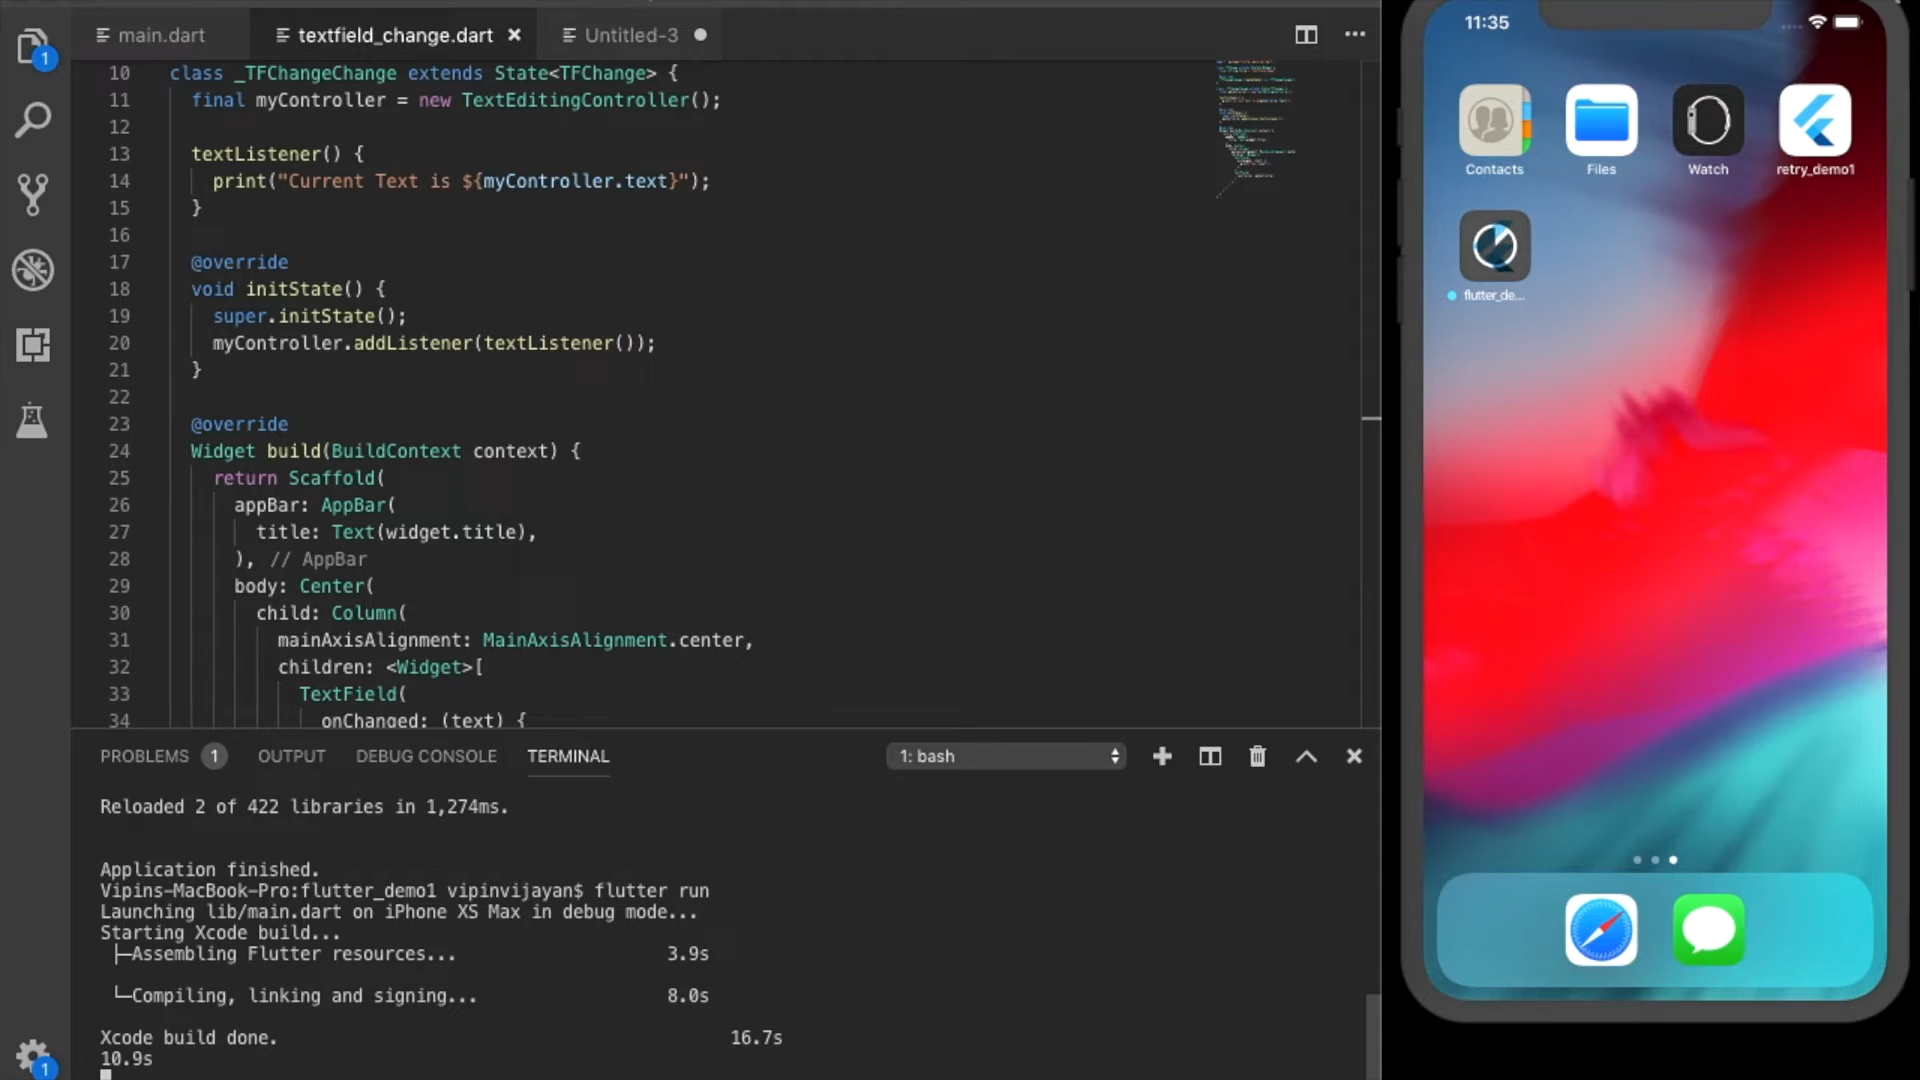 main.dart
textfield_change.dart
Untitled-3
1
10 class _TFChangeChange extends State<TFChange> {
11 final myController = new TextEditingController();
12
13 textListener() {
14 print("Current Text is ${myController.text}");
15 }
16
17 @override
18 void initState() {
19 super.initState();
20 myController.addListener(textListener());
21 }
22
23 @override
24 Widget build(BuildContext context) {
25 return Scaffold(
26 appBar: AppBar(
27 title: Text(widget.title),
28 ), // AppBar
29 body: Center(
30 child: Column(
31 mainAxisAlignment: MainAxisAlignment.center,
32 children: <Widget>[
33 TextField(
34 onChanged: (text) {
PROBLEMS 1 OUTPUT DEBUG CONSOLE TERMINAL 1: bash
Reloaded 2 of 422 libraries in 1,274ms.
Application finished.
Vipins-MacBook-Pro:flutter_demo1 vipinvijayan$ flutter run
Launching lib/main.dart on iPhone XS Max in debug mode...
Starting Xcode build...
├─Assembling Flutter resources... 3.9s
└─Compiling, linking and signing... 8.0s
Xcode build done. 16.7s
10.9s
1
11:35
Contacts Files Watch retry_demo1
flutter_de...